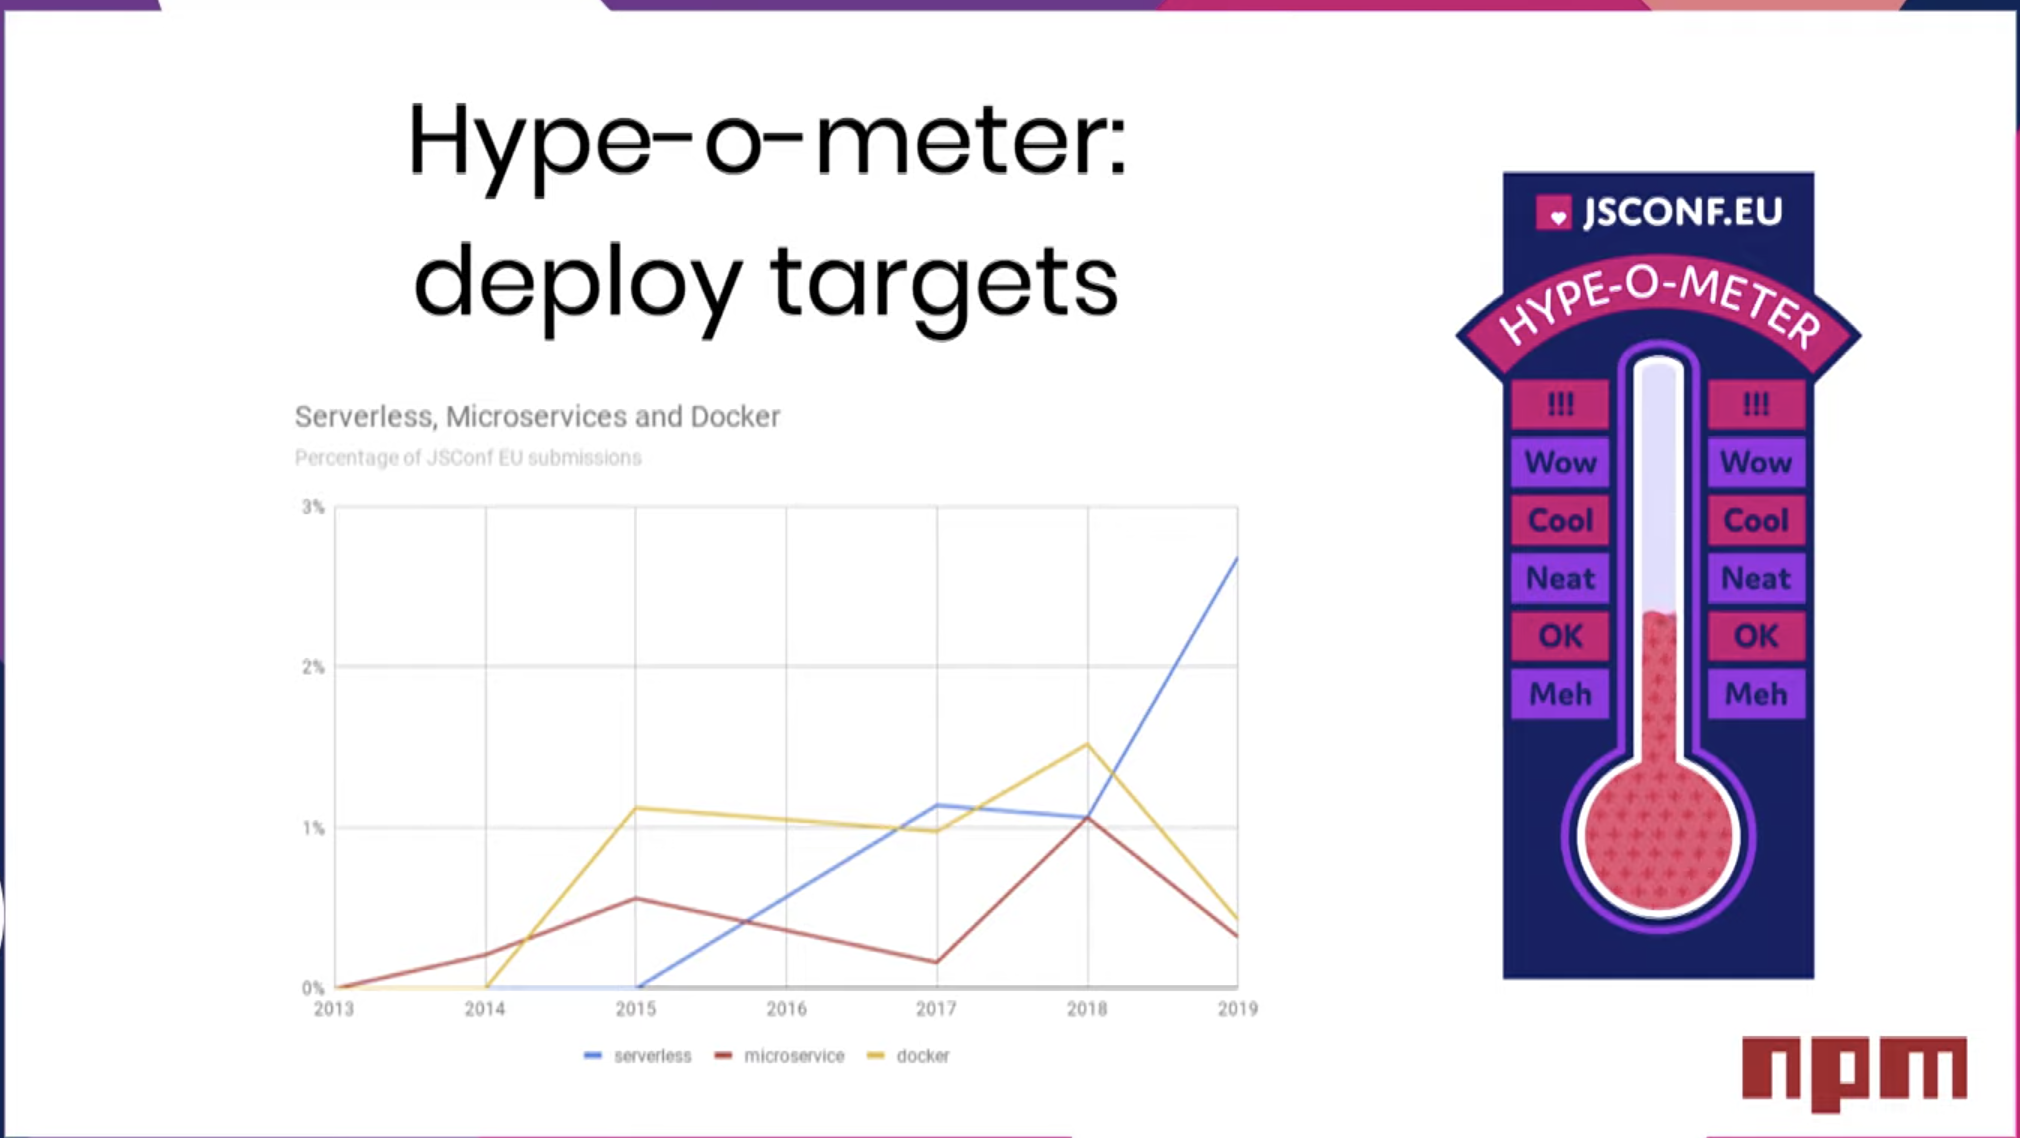 Hype-o-meter:
deploy targets
Serverless, Microservices and Docker
Percentage of JSConf EU submissions
3%
2%
1%
0%
2013 2014 2015 2016 2017 2018 2019
serverless microservice docker
JSCONF.EU
HYPE-O-METER
!!! !!!
Wow Wow
Cool Cool
Neat Neat
OK OK
Meh Meh
npm